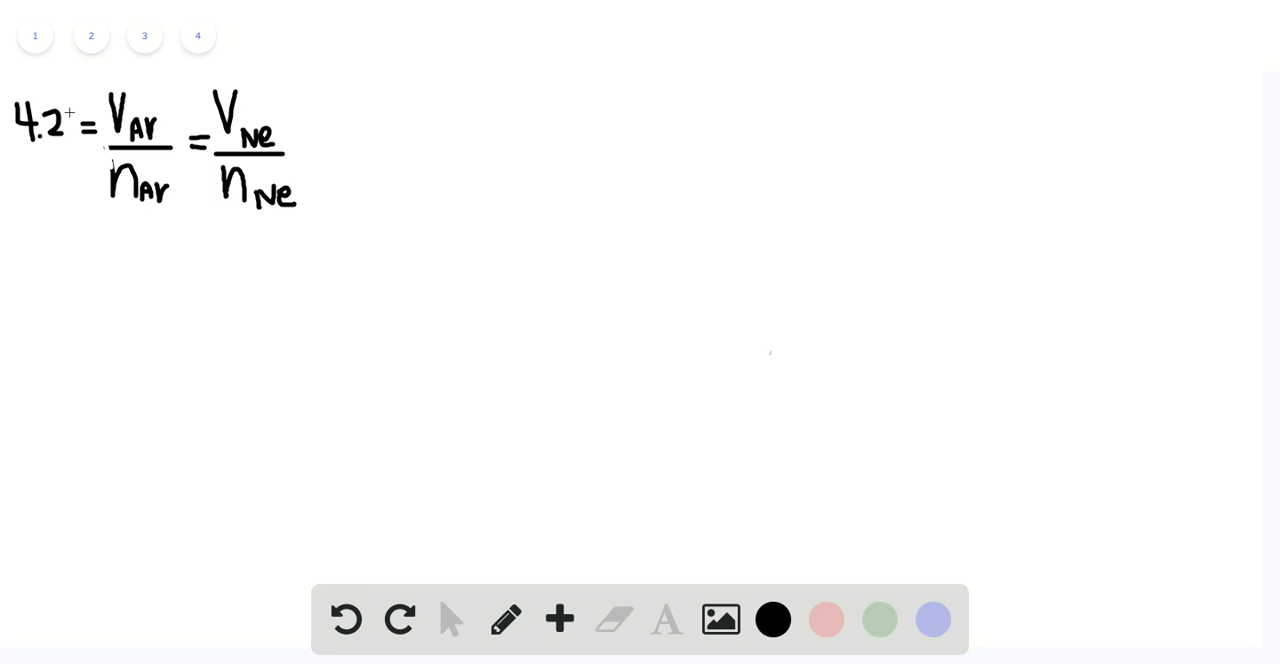 1 2 3 4
4.2 = V_Ar / n_Ar = V_Ne / n_Ne
A